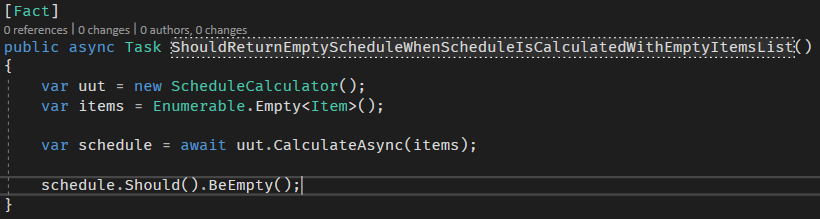 [Fact]
0 references | 0 changes | 0 authors, 0 changes
public async Task ShouldReturnEmptyScheduleWhenScheduleIsCalculatedWithEmptyItemsList()
{
    var uut = new ScheduleCalculator();
    var items = Enumerable.Empty<Item>();

    var schedule = await uut.CalculateAsync(items);

    schedule.Should().BeEmpty();
}